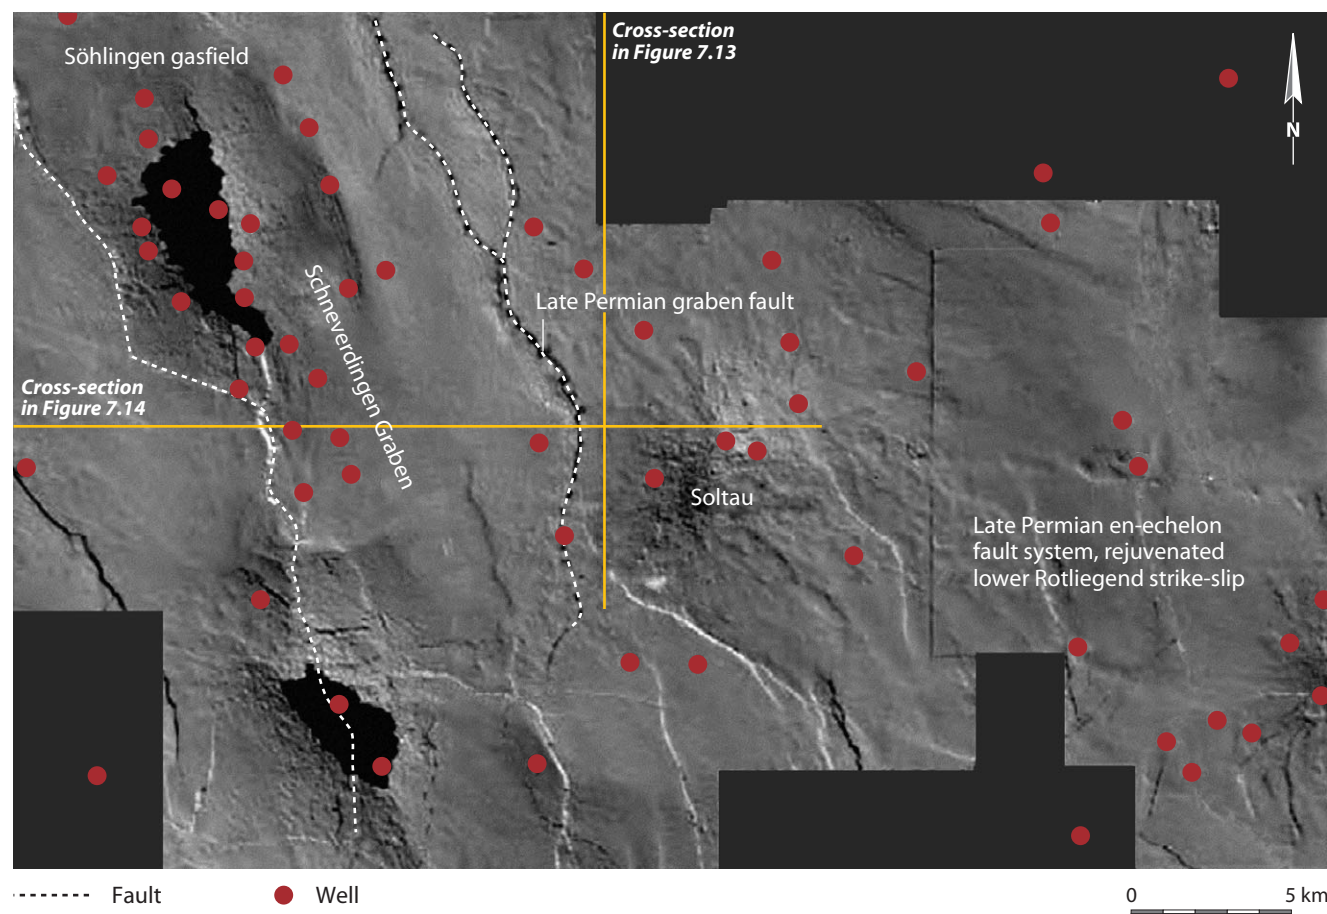 Söhlingen gasfield
Cross-section
in Figure 7.13
N
Schneverdingen Graben
Late Permian graben fault
Cross-section
in Figure 7.14
Soltau
Late Permian en-echelon
fault system, rejuvenated
lower Rotliegend strike-slip
Fault
Well
0 5 km